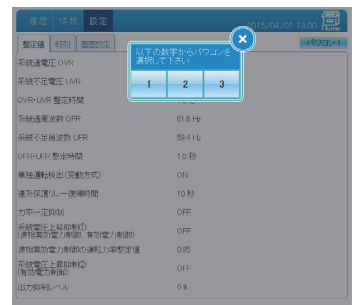 履歴 情報 設定
2015/04/01 13:00
Home
整定値 時刻 画面設定
パワコン1
以下の数字からパワコンを
選択して下さい
1 2 3
系統過電圧 OVR
系統不足電圧 UVR
OVR・UVR 整定時間
系統過周波数 OFR 61.8 Hz
系統不足周波数 UFR 59.4 Hz
OFR・UFR 整定時間 1.0 秒
単独運転検出(受動方式) ON
連系保護リレー復帰時間 10 秒
力率一定抑制 OFF
系統電圧上昇抑制①
(進相無効電力制御, 有効電力制御) OFF
進相無効電力制御の運転力率整定値 0.85
系統電圧上昇抑制②
(有効電力制御) OFF
出力抑制レベル 0 %